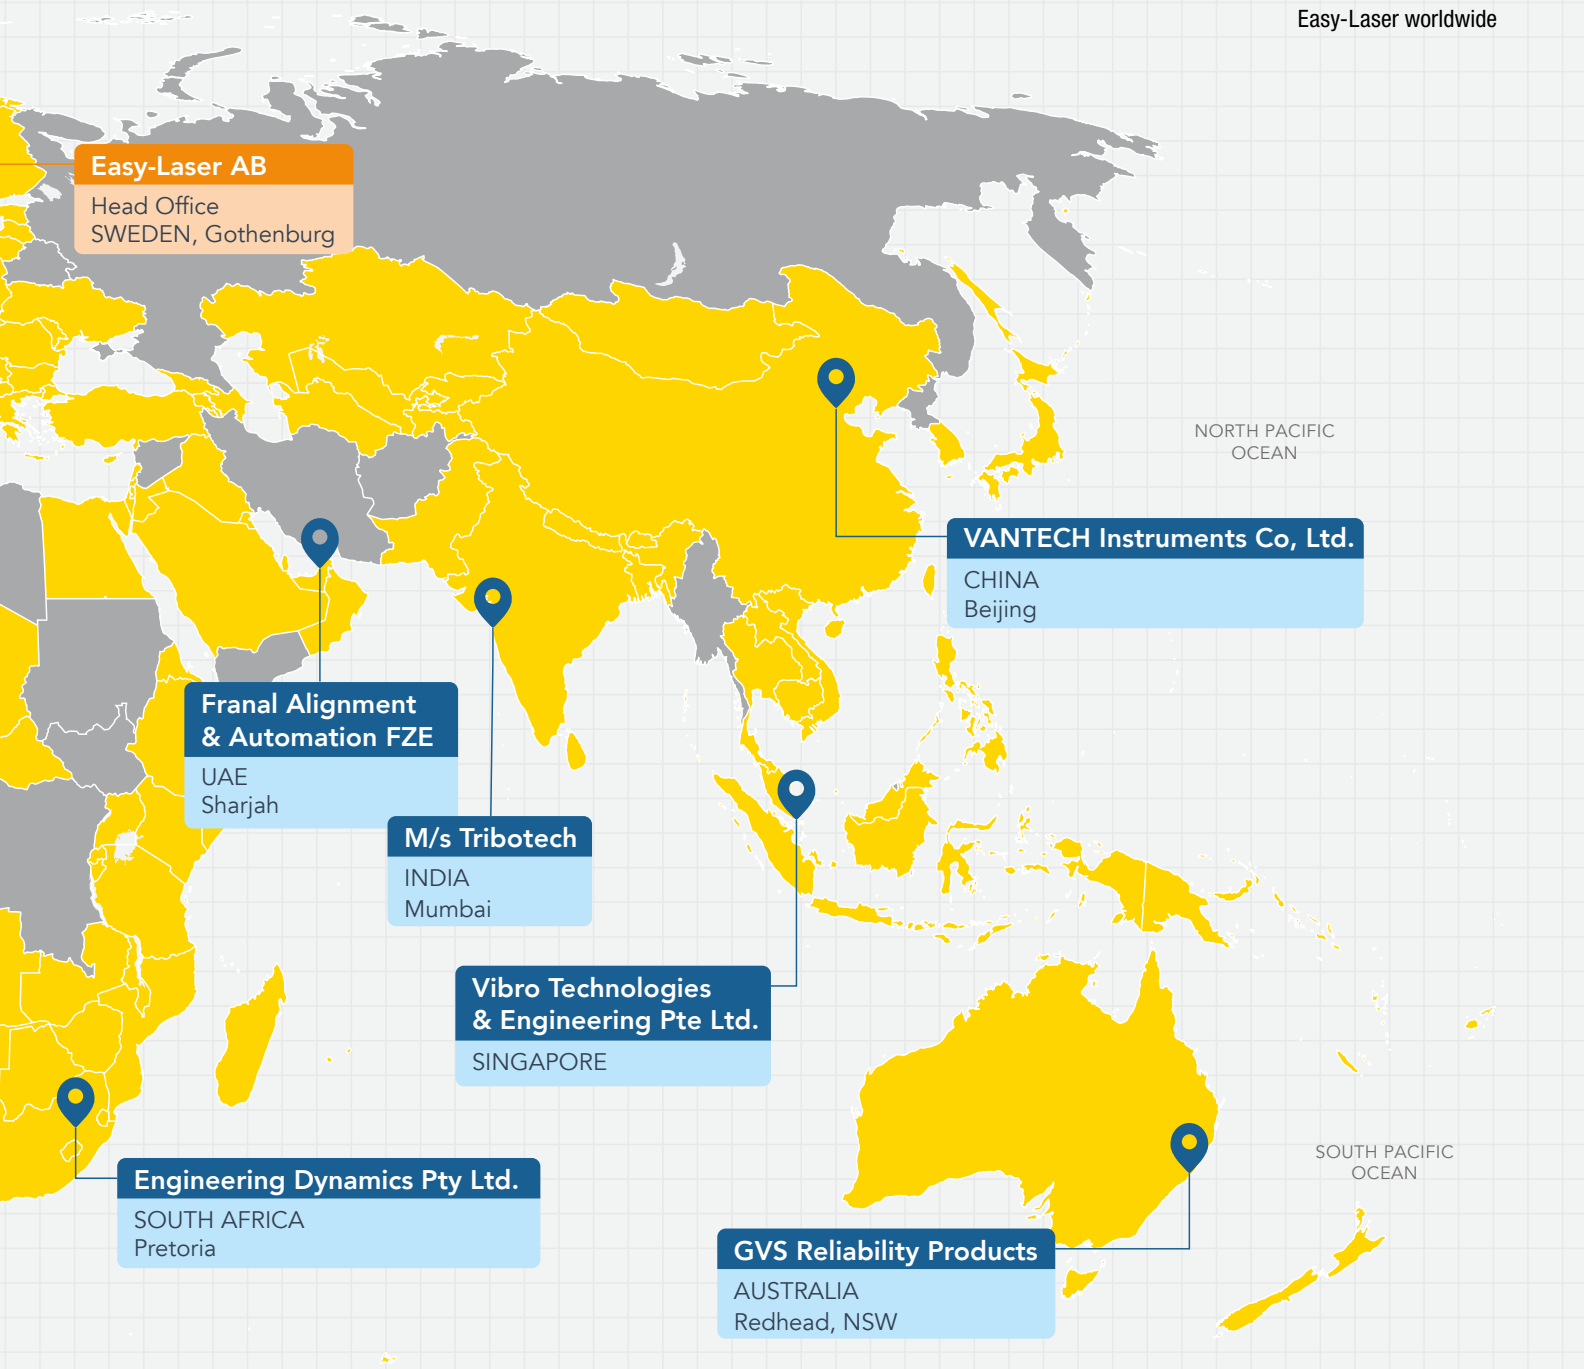 Easy-Laser worldwide
Easy-Laser AB
Head Office
SWEDEN, Gothenburg
NORTH PACIFIC
OCEAN
VANTECH Instruments Co, Ltd.
CHINA
Beijing
Franal Alignment
& Automation FZE
UAE
Sharjah
M/s Tribotech
INDIA
Mumbai
Vibro Technologies
& Engineering Pte Ltd.
SINGAPORE
Engineering Dynamics Pty Ltd.
SOUTH AFRICA
Pretoria
SOUTH PACIFIC
OCEAN
GVS Reliability Products
AUSTRALIA
Redhead, NSW